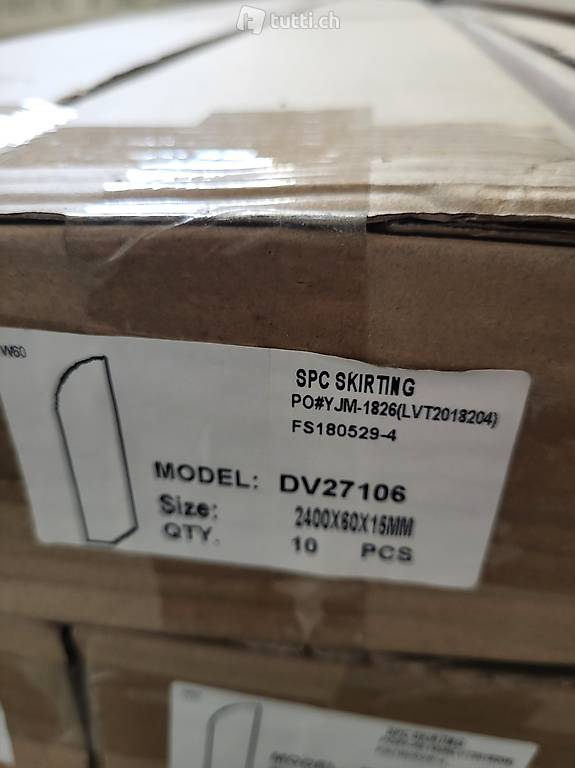 tutti.ch
W60
SPC SKIRTING
PO#YJM-1826(LVT2018204)
FS180529-4
MODEL: DV27106
Size: 2400X60X15MM
QTY. 10 PCS
SPC SKIRTING